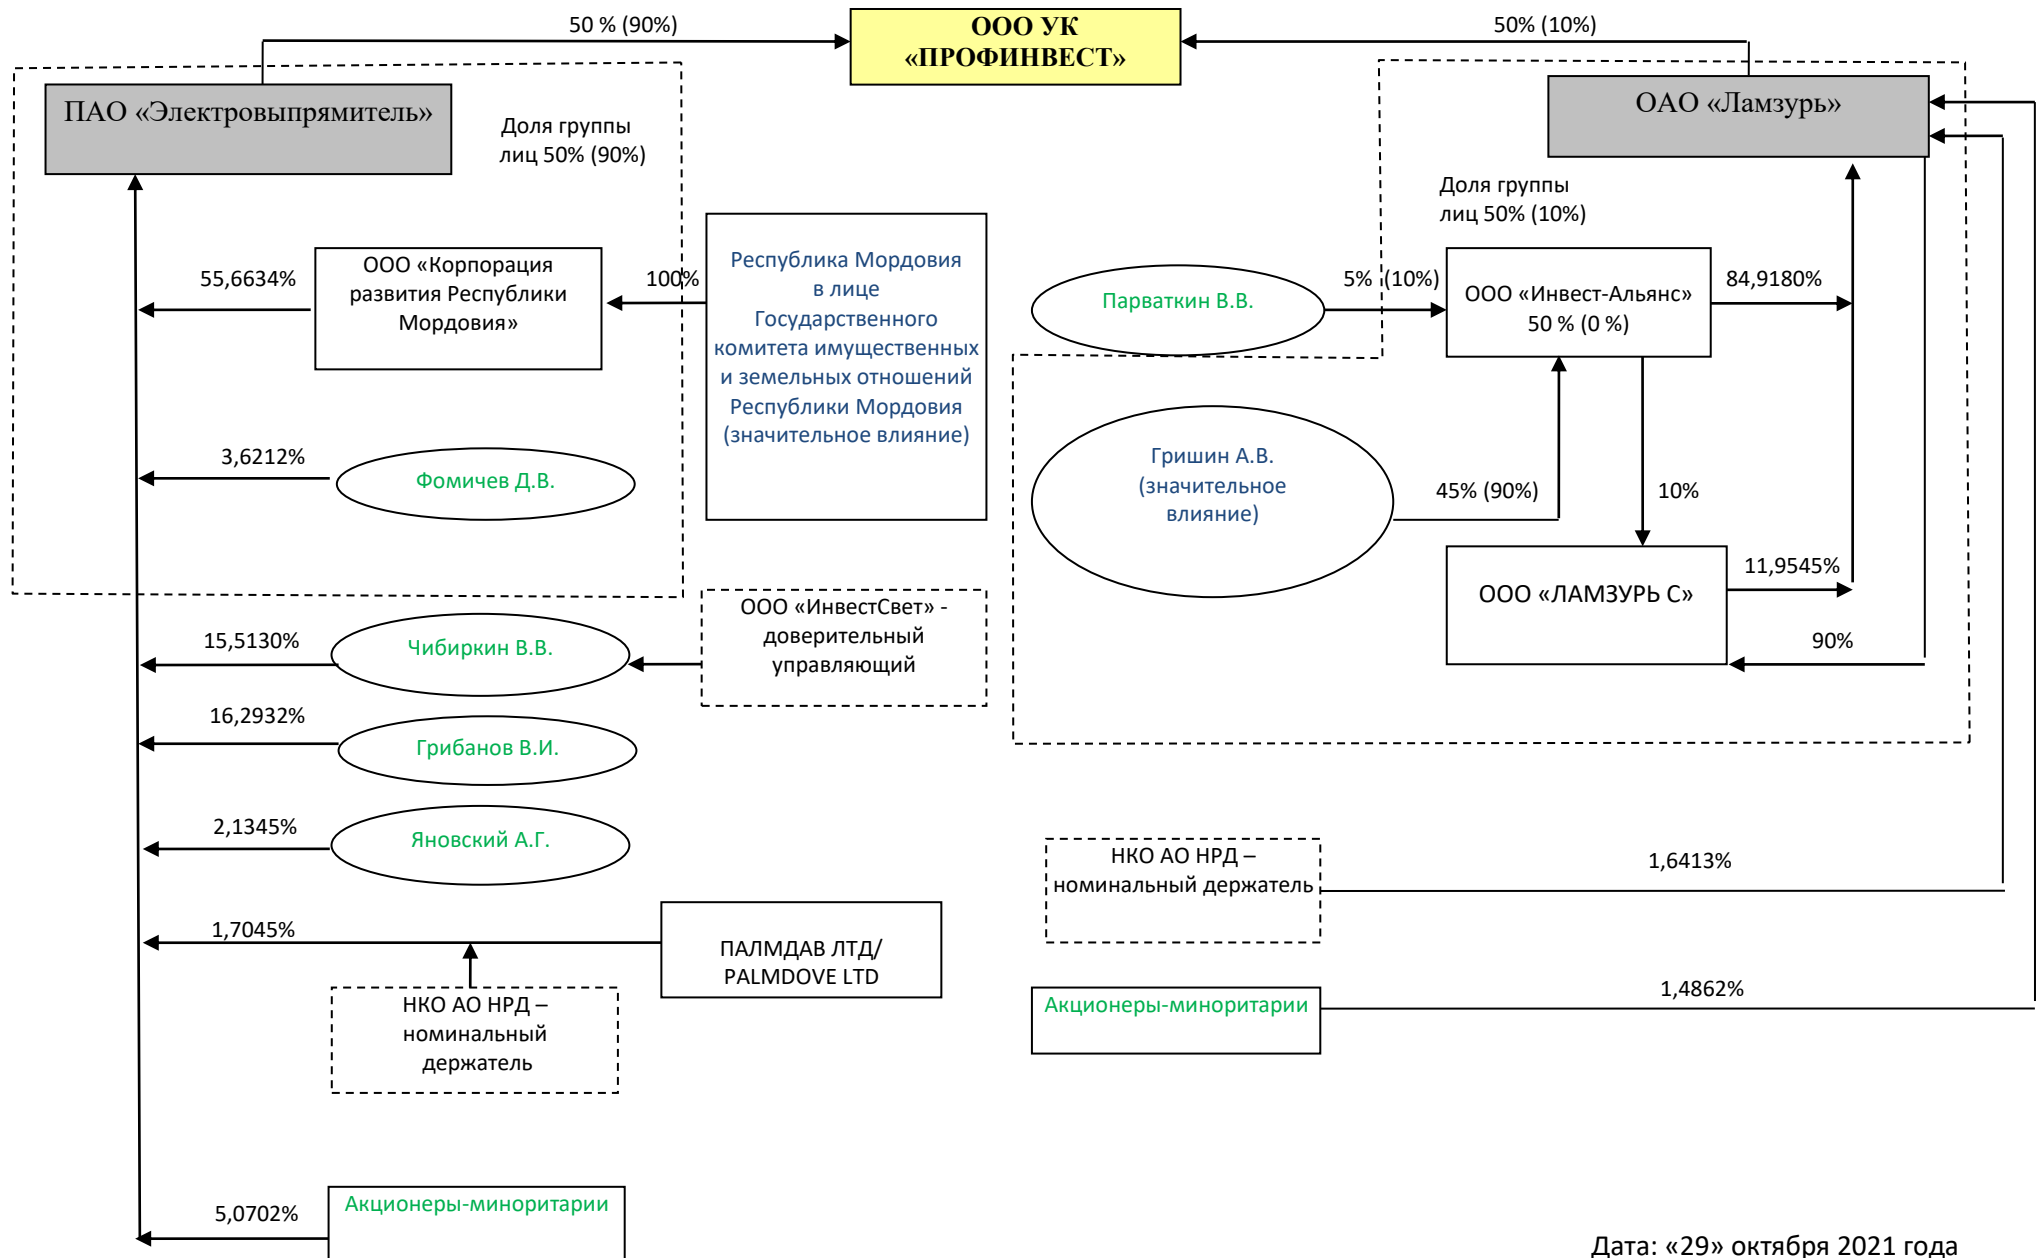 50 % (90%)
ООО УК
«ПРОФИНВЕСТ»
50% (10%)
ПАО «Электровыпрямитель»
Доля группы
лиц 50% (90%)
ОАО «Ламзурь»
Доля группы
лиц 50% (10%)
55,6634%
ООО «Корпорация
развития Республики
Мордовия»
100%
Республика Мордовия
в лице
Государственного
комитета имущественных
и земельных отношений
Республики Мордовия
(значительное влияние)
Парваткин В.В.
5% (10%)
ООО «Инвест-Альянс»
50 % (0 %)
84,9180%
3,6212%
Фомичев Д.В.
Гришин А.В.
(значительное
влияние)
45% (90%)
10%
ООО «ЛАМЗУРЬ С»
11,9545%
90%
15,5130%
Чибиркин В.В.
ООО «ИнвестСвет» -
доверительный
управляющий
16,2932%
Грибанов В.И.
2,1345%
Яновский А.Г.
НКО АО НРД –
номинальный держатель
1,6413%
1,7045%
ПАЛМДАВ ЛТД/
PALMDOVE LTD
НКО АО НРД –
номинальный
держатель
Акционеры-миноритарии
1,4862%
5,0702%
Акционеры-миноритарии
Дата: «29» октября 2021 года